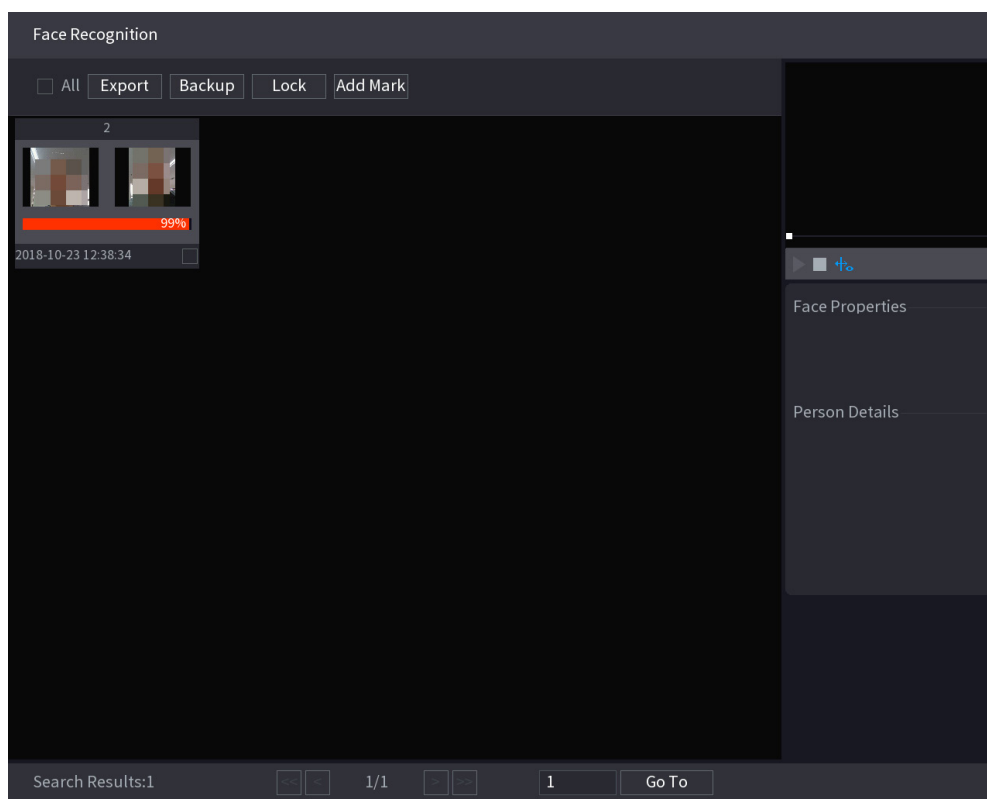 Face Recognition
All Export Backup Lock Add Mark
2
99%
2018-10-23 12:38:34
Face Properties
Person Details
Search Results:1 << < 1/1 > >> 1 Go To